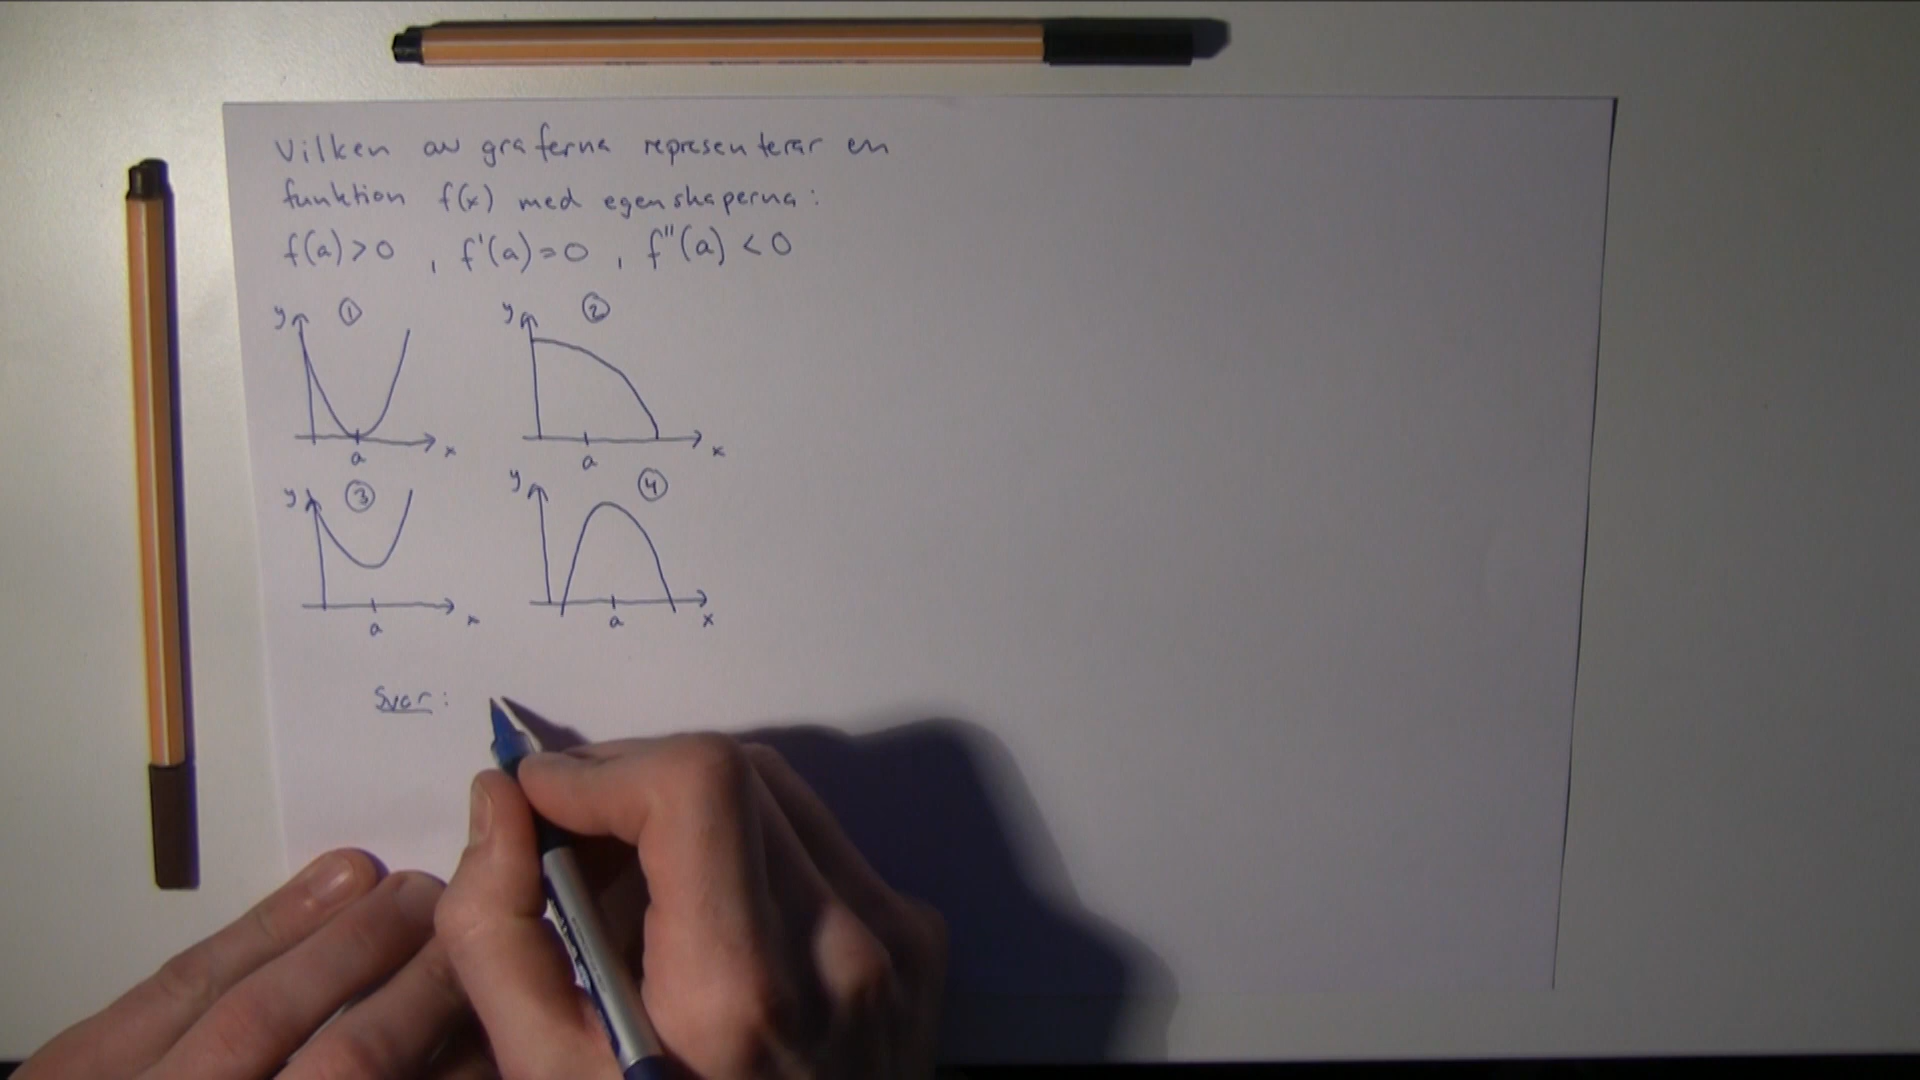 Vilken av graferna representerar en
funktion f(x) med egenskaperna:
f(a)>0, f'(a)=0, f''(a)<0
y ① y ②
x x
a a
y ③ y ④
x x
a a
Svar: